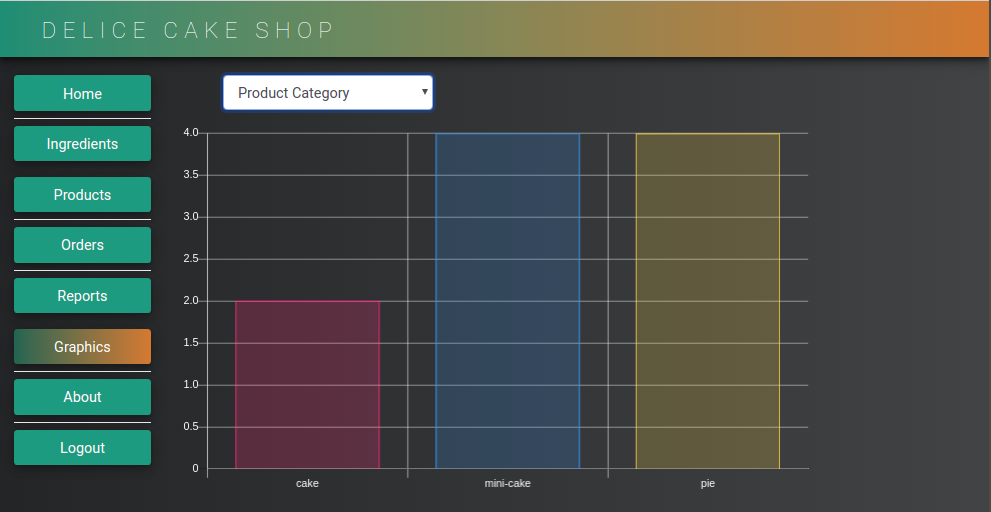 DELICE CAKE SHOP
Home
Ingredients
Products
Orders
Reports
Graphics
About
Logout
Product Category
4.0
3.5
3.0
2.5
2.0
1.5
1.0
0.5
0
cake mini-cake pie